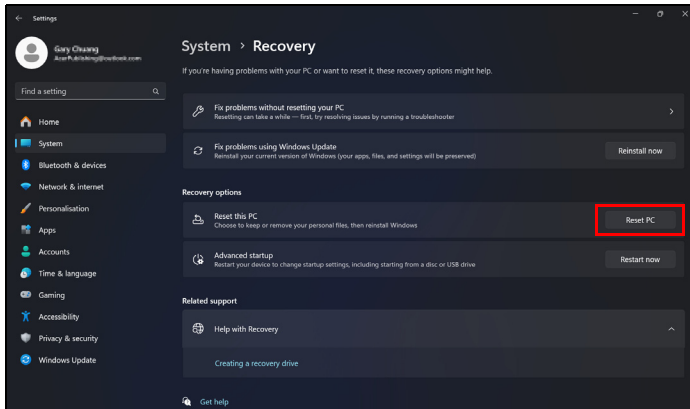 Settings
Gary Chuang
AcerPublishing@outlook.com
Find a setting
Home
System
Bluetooth & devices
Network & internet
Personalisation
Apps
Accounts
Time & language
Gaming
Accessibility
Privacy & security
Windows Update
System > Recovery
If you're having problems with your PC or want to reset it, these recovery options might help.
Fix problems without resetting your PC
Resetting can take a while — first, try resolving issues by running a troubleshooter
Fix problems using Windows Update
Reinstall your current version of Windows (your apps, files, and settings will be preserved)
Reinstall now
Recovery options
Reset this PC
Choose to keep or remove your personal files, then reinstall Windows
Reset PC
Advanced startup
Restart your device to change startup settings, including starting from a disc or USB drive
Restart now
Related support
Help with Recovery
Creating a recovery drive
Get help